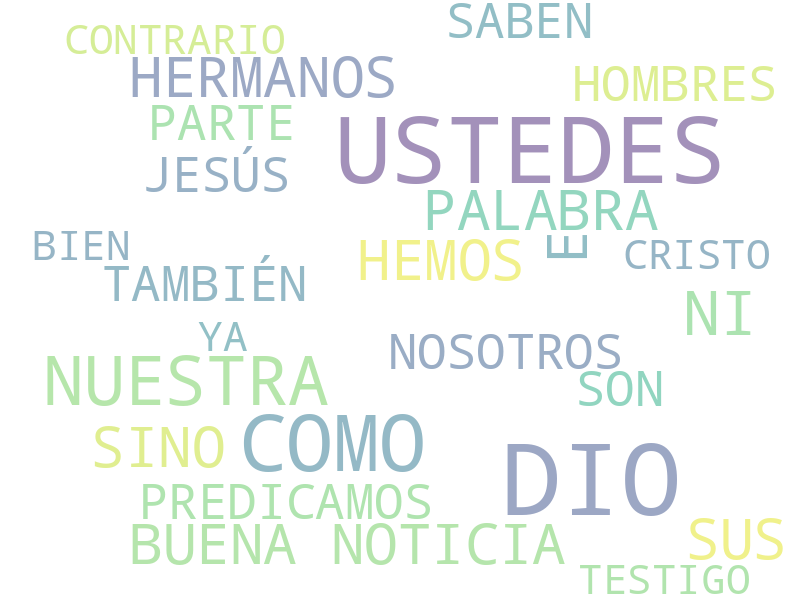 SABEN
CONTRARIO
HERMANOS
HOMBRES
PARTE
USTEDES
JESÚS
PALABRA
BIEN
HEMOS
E
CRISTO
TAMBIÉN
NI
YA
NOSOTROS
NUESTRA
SON
SINO
COMO
DIO
PREDICAMOS
BUENA NOTICIA
SUS
TESTIGO